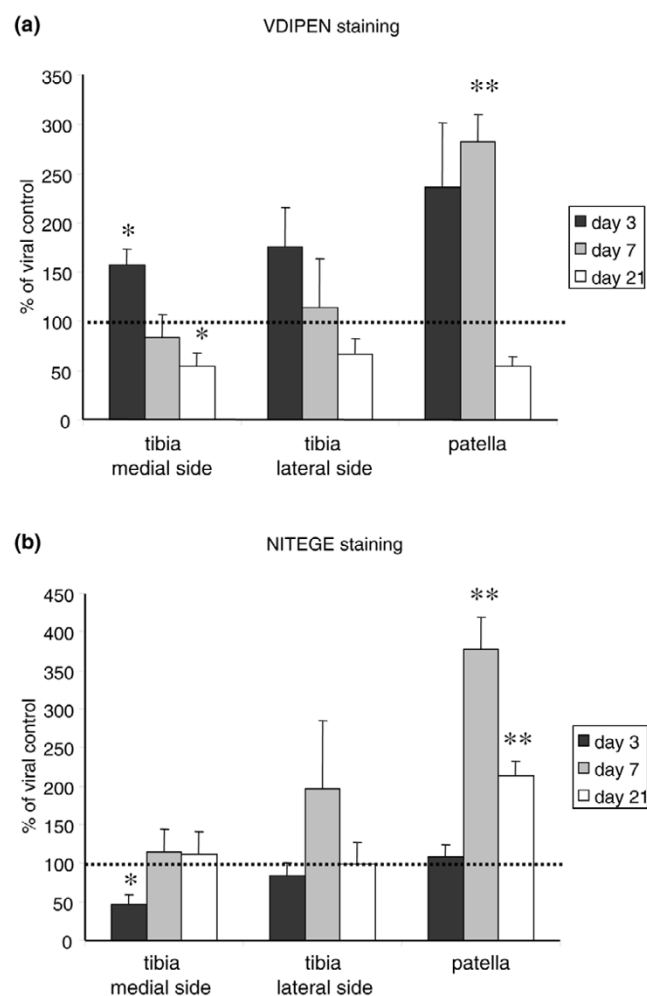 (a)
VDIPEN staining
350
300
250
200
150
100
50
0
% of viral control
*
*
**
day 3
day 7
day 21
tibia
medial side
tibia
lateral side
patella
(b)
NITEGE staining
450
400
350
300
250
200
150
100
50
0
% of viral control
*
**
**
day 3
day 7
day 21
tibia
medial side
tibia
lateral side
patella